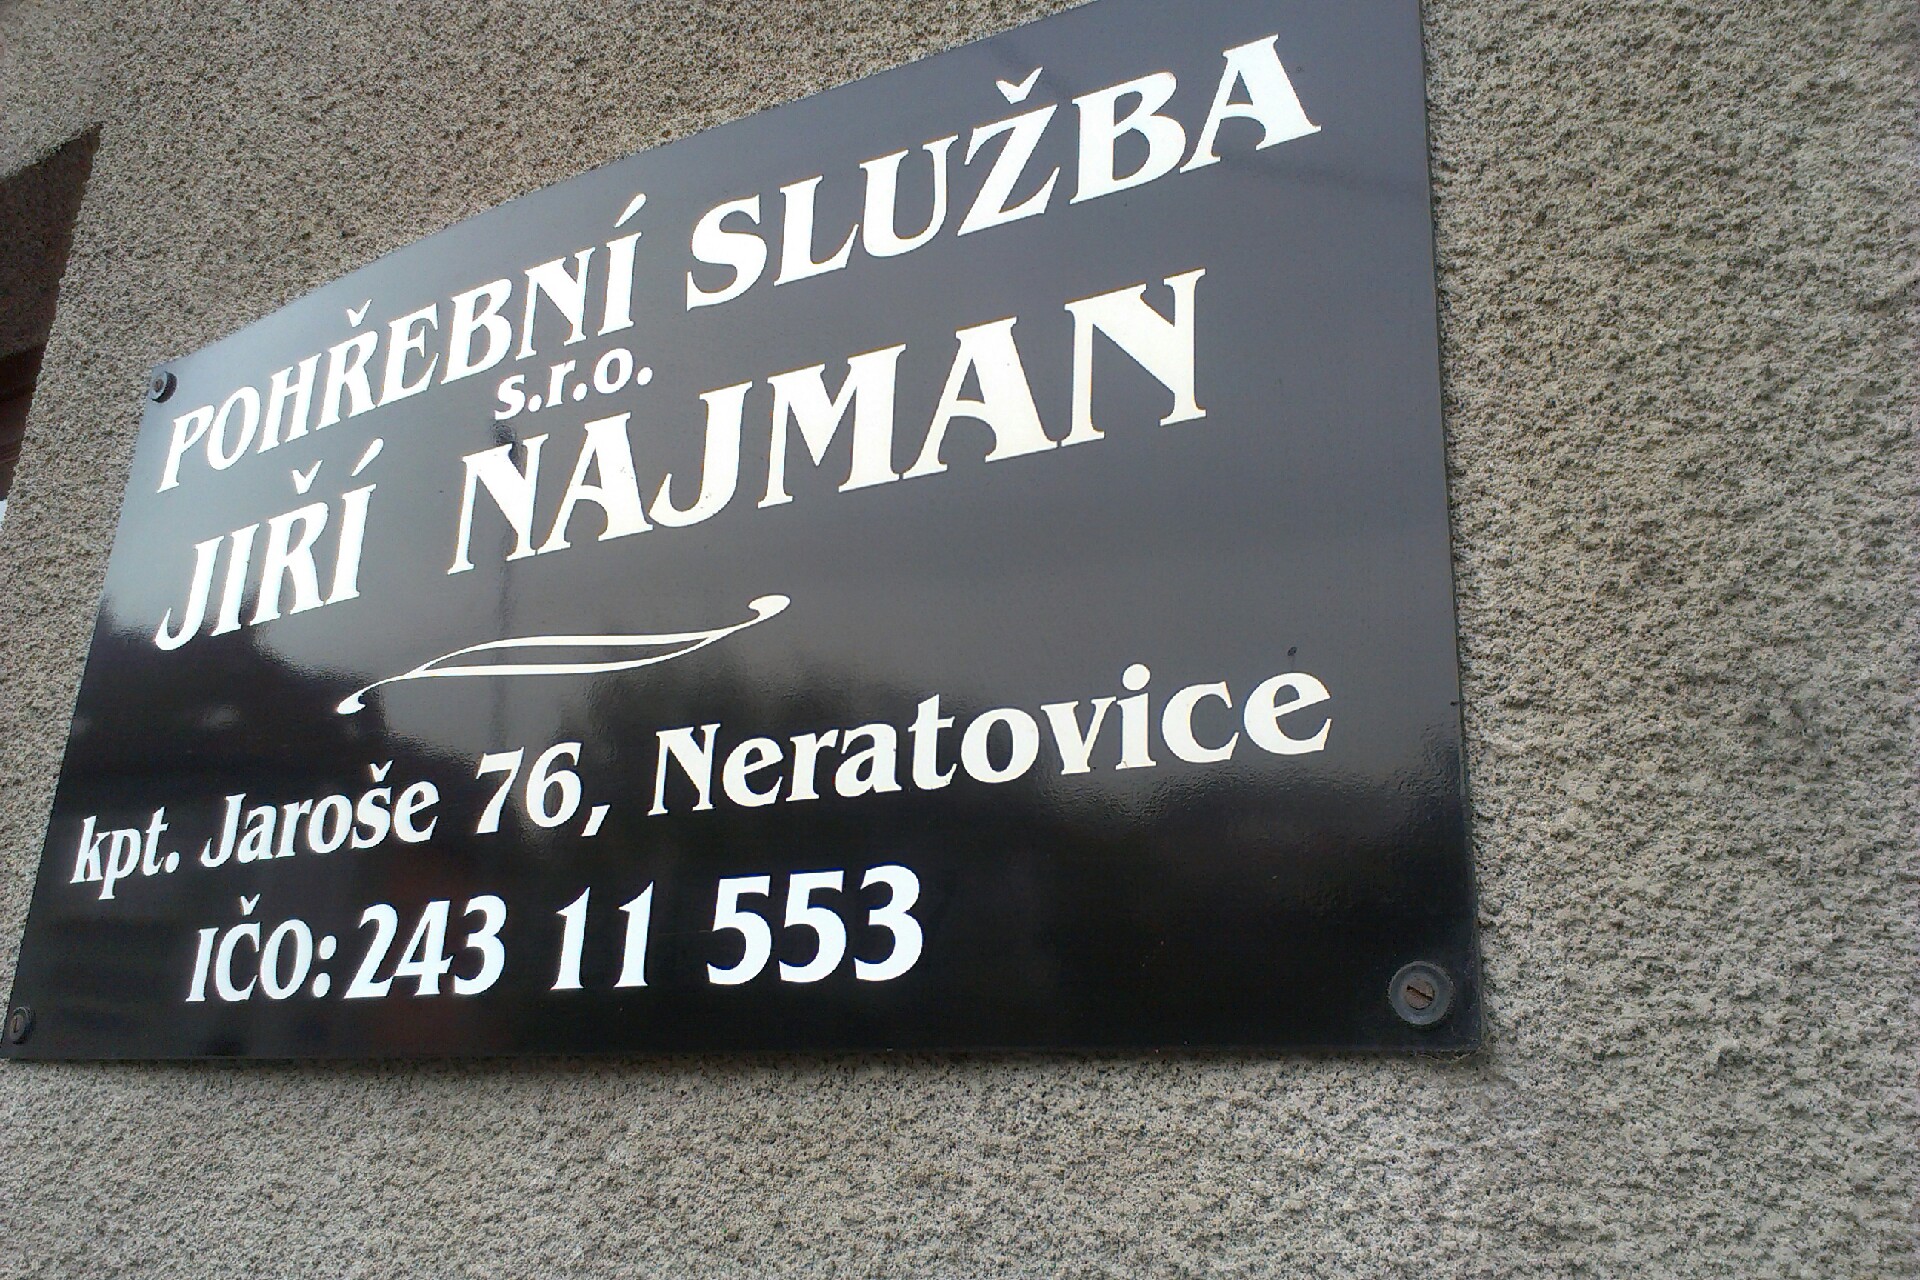 POHŘEBNÍ SLUŽBA
s.r.o.
JIŘÍ NAJMAN
kpt. Jaroše 76, Neratovice
IČO: 243 11 553